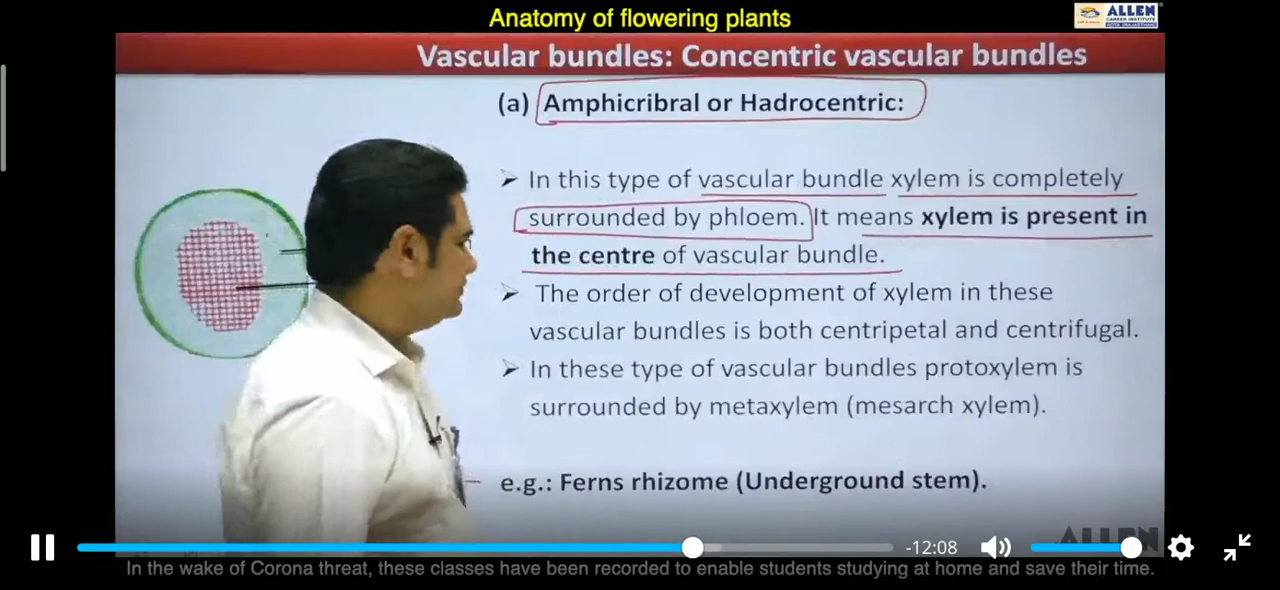 Anatomy of flowering plants
ALLEN
CAREER INSTITUTE
KOTA (RAJASTHAN)
Vascular bundles: Concentric vascular bundles
(a) Amphicribral or Hadrocentric:
➢ In this type of vascular bundle xylem is completely
surrounded by phloem. It means xylem is present in
the centre of vascular bundle.
➢ The order of development of xylem in these
vascular bundles is both centripetal and centrifugal.
➢ In these type of vascular bundles protoxylem is
surrounded by metaxylem (mesarch xylem).
e.g.: Ferns rhizome (Underground stem).
ALLEN
-12:08
In the wake of Corona threat, these classes have been recorded to enable students studying at home and save their time.